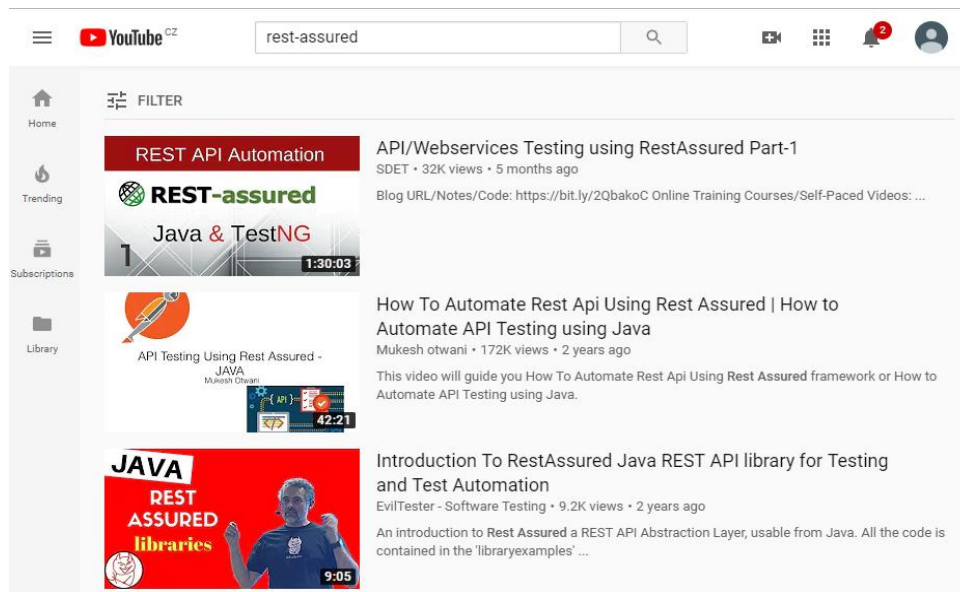 YouTube CZ
rest-assured
2
Home
Trending
Subscriptions
Library
FILTER
REST API Automation
REST-assured
Java & TestNG
1
1:30:03
API/Webservices Testing using RestAssured Part-1
SDET • 32K views • 5 months ago
Blog URL/Notes/Code: https://bit.ly/2QbakoC Online Training Courses/Self-Paced Videos: ...
API Testing Using Rest Assured -
JAVA
Mukesh Otwani
{ API }
</>
42:21
How To Automate Rest Api Using Rest Assured | How to
Automate API Testing using Java
Mukesh otwani • 172K views • 2 years ago
This video will guide you How To Automate Rest Api Using Rest Assured framework or How to
Automate API Testing using Java.
JAVA
REST
ASSURED
libraries
9:05
Introduction To RestAssured Java REST API library for Testing
and Test Automation
EvilTester - Software Testing • 9.2K views • 2 years ago
An introduction to Rest Assured a REST API Abstraction Layer, usable from Java. All the code is
contained in the 'libraryexamples' ...